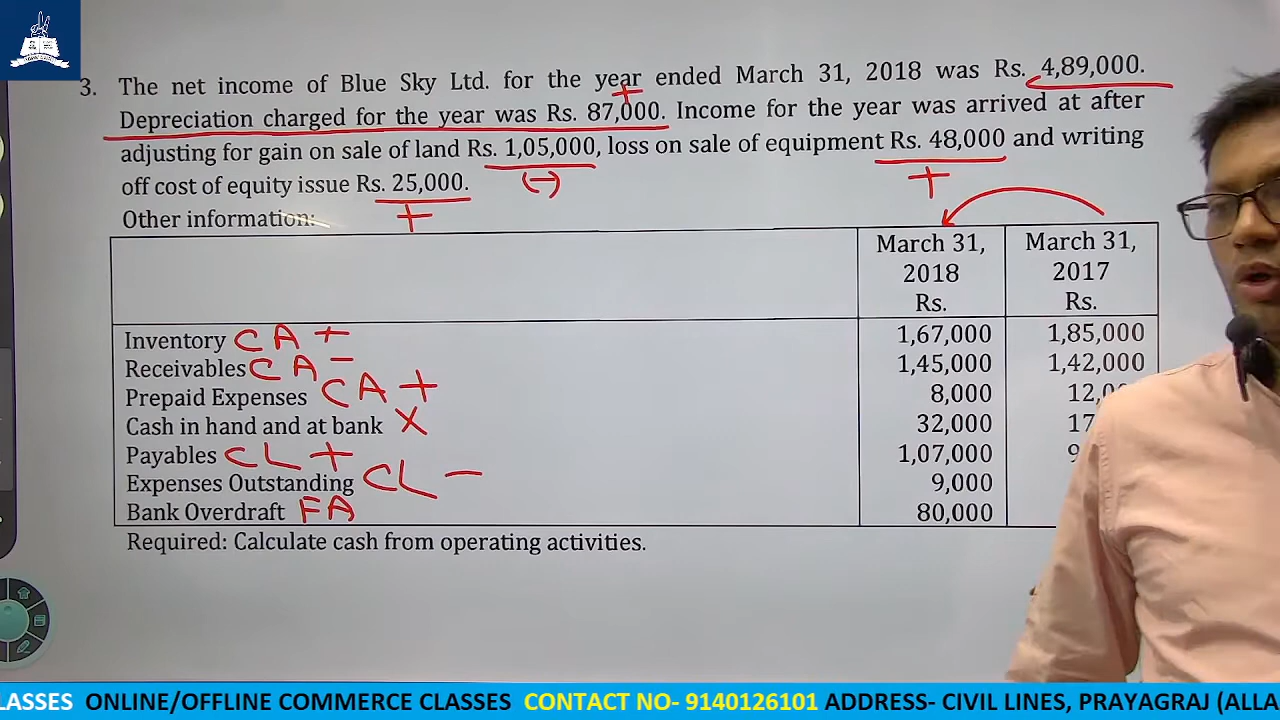 3. The net income of Blue Sky Ltd. for the year ended March 31, 2018 was Rs. 4,89,000.
+
Depreciation charged for the year was Rs. 87,000. Income for the year was arrived at after
adjusting for gain on sale of land Rs. 1,05,000, loss on sale of equipment Rs. 48,000 and writing
(-) +
off cost of equity issue Rs. 25,000.
+
Other information:
March 31, 2018 Rs. March 31, 2017 Rs.
Inventory CA + 1,67,000 1,85,000
Receivables CA - 1,45,000 1,42,000
Prepaid Expenses CA + 8,000 12,0
Cash in hand and at bank X 32,000 17
Payables CL + 1,07,000 9
Expenses Outstanding CL - 9,000
Bank Overdraft FA 80,000
Required: Calculate cash from operating activities.
LASSES ONLINE/OFFLINE COMMERCE CLASSES CONTACT NO- 9140126101 ADDRESS- CIVIL LINES, PRAYAGRAJ (ALLA